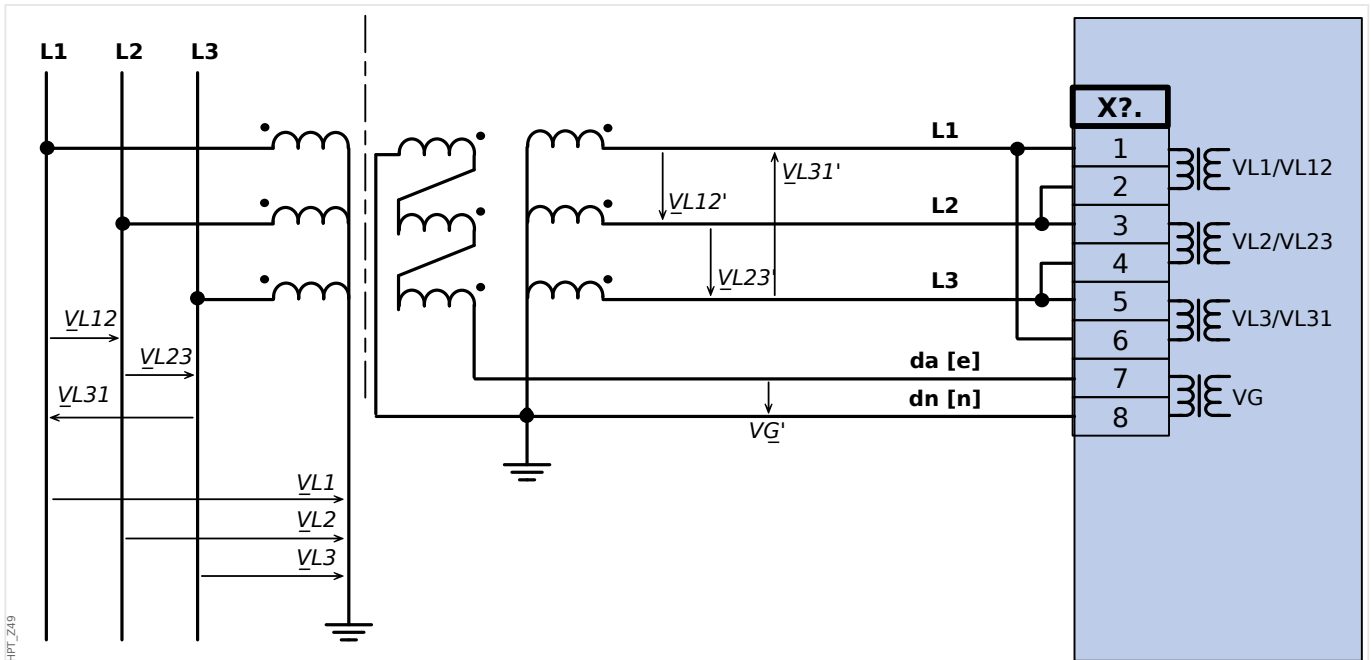 L1 L2 L3
X?.
L1
1
VL1/VL12
VL31'
VL12'
2
L2
3
VL2/VL23
VL23'
4
L3
5
VL3/VL31
VL12
6
VL23
da [e]
7
VL31
dn [n]
VG
8
VG'
VL1
VL2
VL3
HPT_Z49